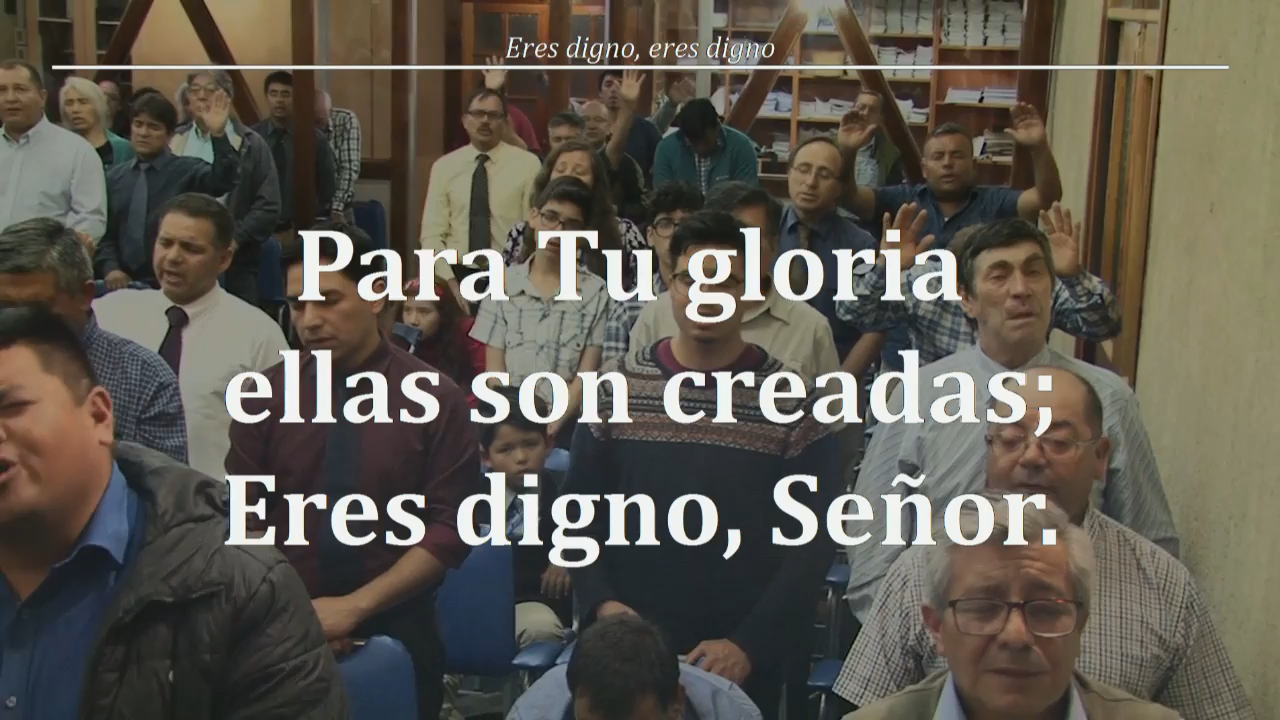 Eres digno, eres digno
Para Tu gloria
ellas son creadas;
Eres digno, Señor.